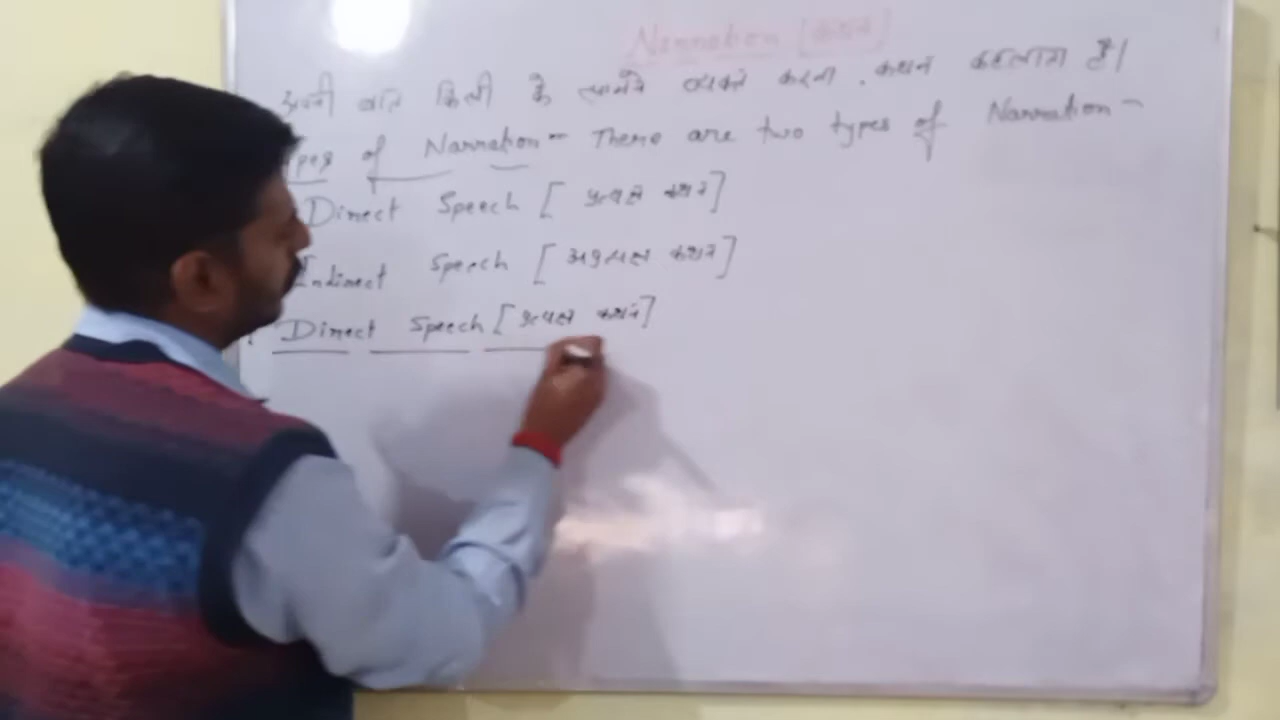 Narration [कथन]
अपनी बात किसी के सामने व्यक्त करना, कथन कहलाता है।
pes of Narration - There are two types of Narration -
Direct Speech [प्रत्यक्ष कथन]
Indirect Speech [अप्रत्यक्ष कथन]
Direct Speech [प्रत्यक्ष कथन]